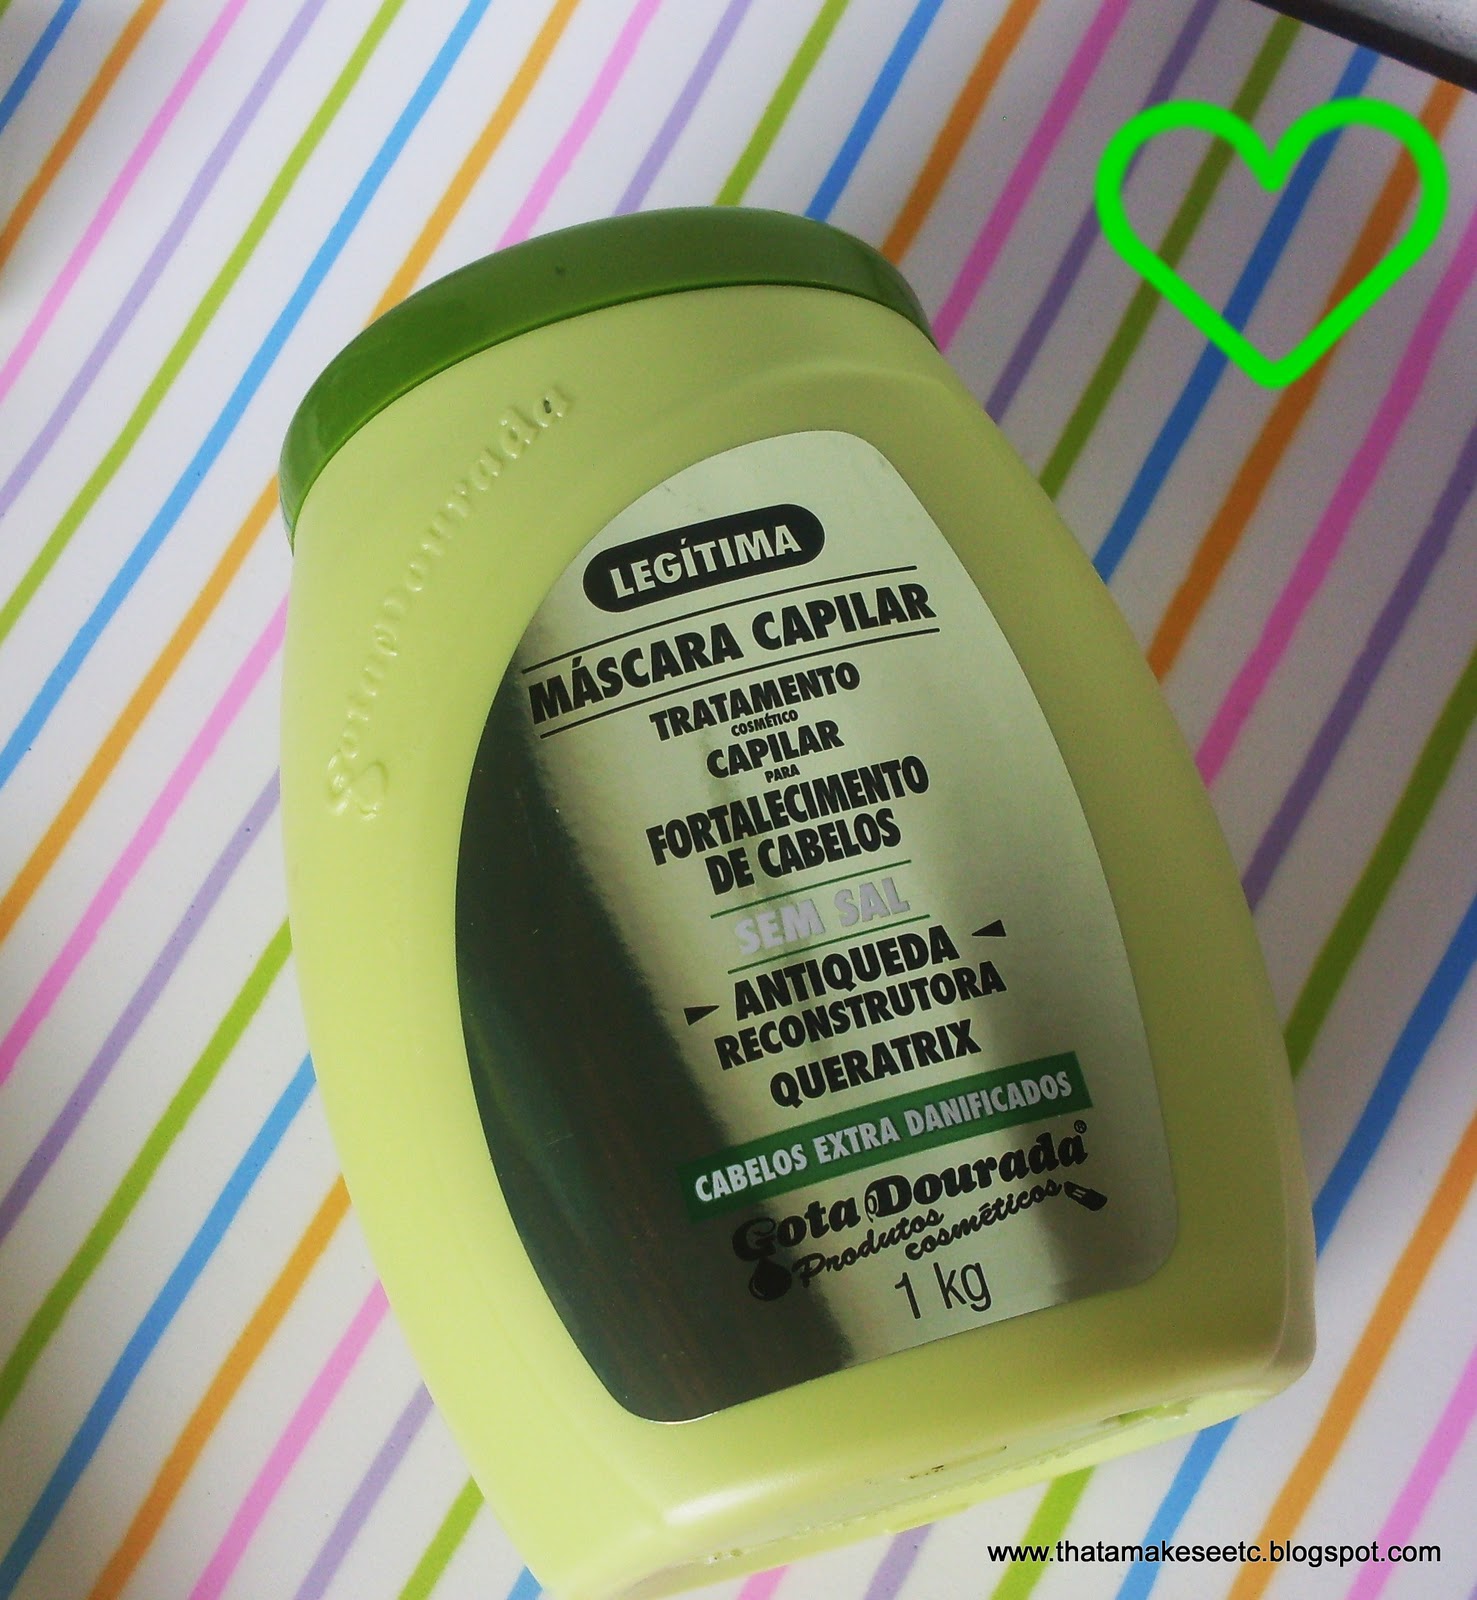 GotaDourada
LEGÍTIMA
MÁSCARA CAPILAR
TRATAMENTO
COSMÉTICO
CAPILAR
PARA
FORTALECIMENTO
DE CABELOS
SEM SAL
ANTIQUEDA
RECONSTRUTORA
QUERATRIX
CABELOS EXTRA DANIFICADOS
Gota Dourada®
Produtos
cosméticos
1 kg
www.thatamakeseetc.blogspot.com